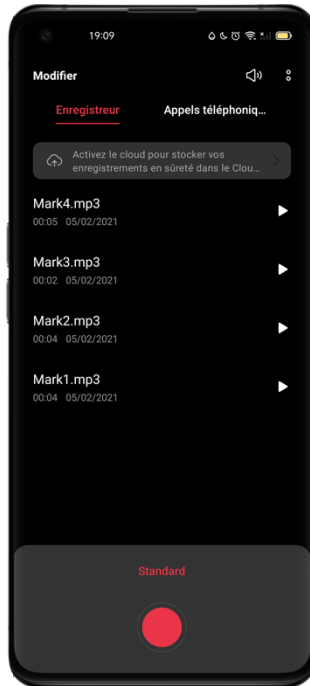 19:09
Modifier
Enregistreur Appels téléphoniq...
Activez le cloud pour stocker vos
enregistrements en sûreté dans le Clou...
Mark4.mp3
00:05 05/02/2021
Mark3.mp3
00:02 05/02/2021
Mark2.mp3
00:04 05/02/2021
Mark1.mp3
00:04 05/02/2021
Standard